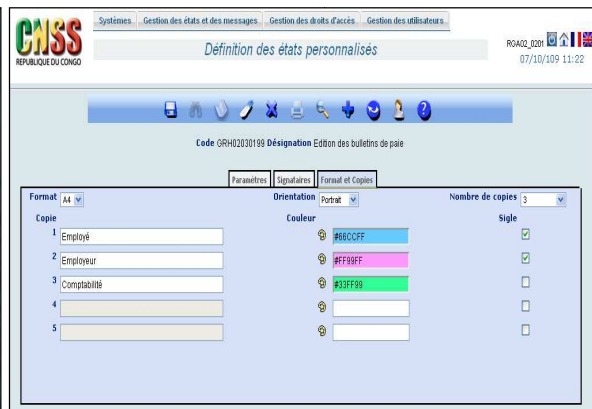 Systèmes Gestion des états et des messages Gestion des droits d'accès Gestion des utilisateurs
CNSS
REPUBLIQUE DU CONGO
Définition des états personnalisés
RGA02_0201
07/10/109 11:22
Code GRH02030199 Désignation Edition des bulletins de paie
Paramètres Signataires Format et Copies
Format A4 Orientation Portrait Nombre de copies 3
Copie Couleur Sigle
1 Employé #66CCFF
2 Employeur #FF99FF
3 Comptabilité #33FF99
4
5